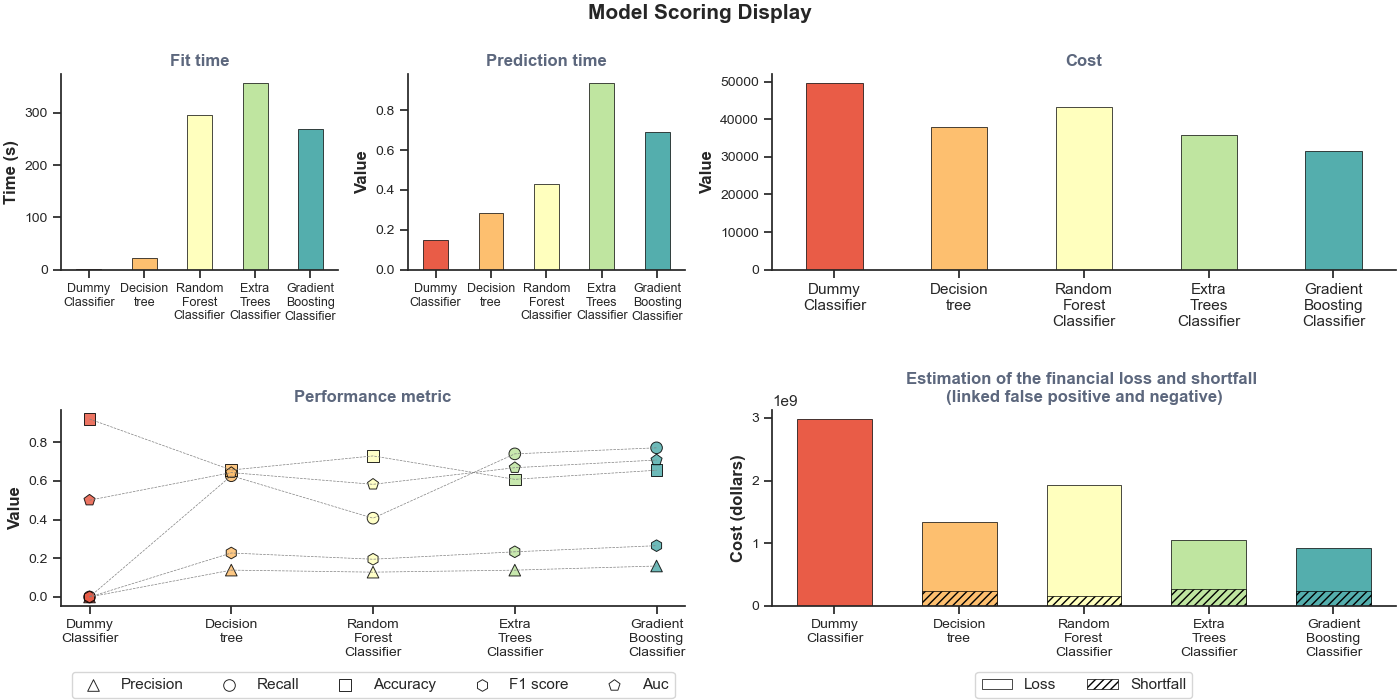 Model Scoring Display
Fit time
Time (s)
300
200
100
0
Dummy
Classifier
Decision
tree
Random
Forest
Classifier
Extra
Trees
Classifier
Gradient
Boosting
Classifier
Prediction time
Value
0.8
0.6
0.4
0.2
0.0
Dummy
Classifier
Decision
tree
Random
Forest
Classifier
Extra
Trees
Classifier
Gradient
Boosting
Classifier
Cost
Value
50000
40000
30000
20000
10000
0
Dummy
Classifier
Decision
tree
Random
Forest
Classifier
Extra
Trees
Classifier
Gradient
Boosting
Classifier
Performance metric
Value
0.8
0.6
0.4
0.2
0.0
Dummy
Classifier
Decision
tree
Random
Forest
Classifier
Extra
Trees
Classifier
Gradient
Boosting
Classifier
Precision Recall Accuracy F1 score Auc
Estimation of the financial loss and shortfall
(linked false positive and negative)
1e9
Cost (dollars)
3
2
1
0
Dummy
Classifier
Decision
tree
Random
Forest
Classifier
Extra
Trees
Classifier
Gradient
Boosting
Classifier
Loss Shortfall